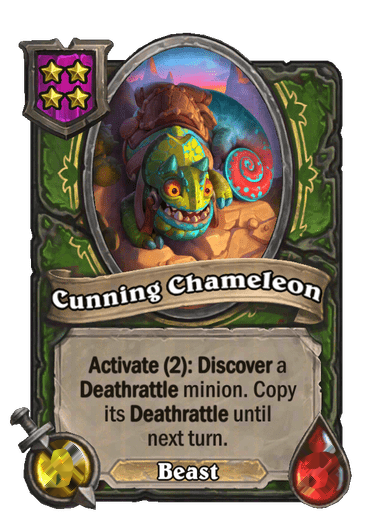 Cunning Chameleon
Activate (2): Discover a
Deathrattle minion. Copy
its Deathrattle until
next turn.
Beast